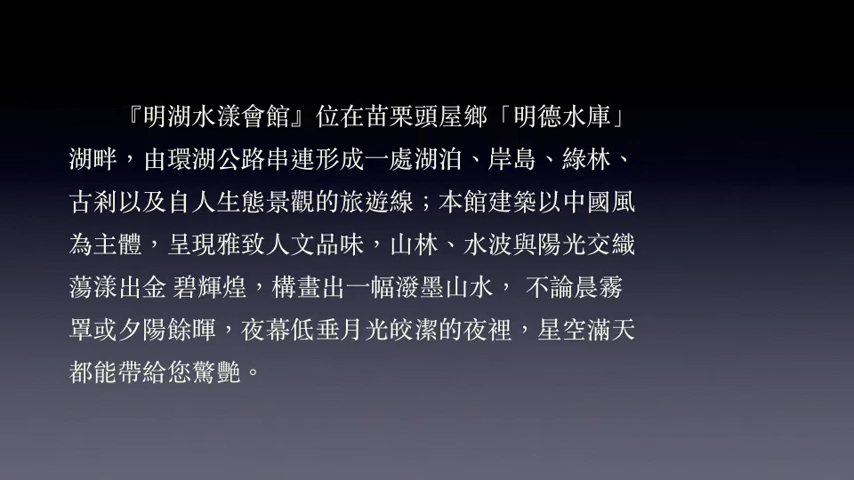 『明湖水漾會館』位在苗栗頭屋鄉「明德水庫」
湖畔，由環湖公路串連形成一處湖泊、岸島、綠林、
古剎以及自人生態景觀的旅遊線；本館建築以中國風
為主體，呈現雅致人文品味，山林、水波與陽光交織
蕩漾出金 碧輝煌，構畫出一幅潑墨山水， 不論晨霧
罩或夕陽餘暉，夜幕低垂月光皎潔的夜裡，星空滿天
都能帶給您驚艷。